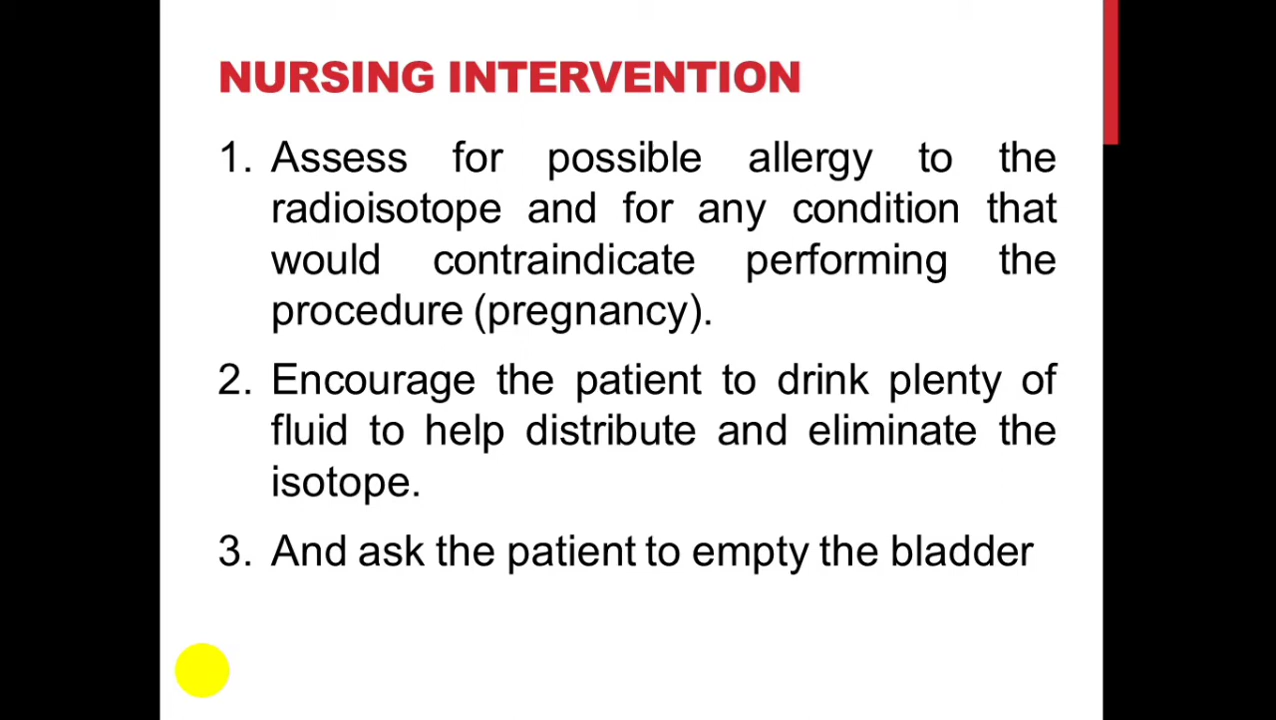 NURSING INTERVENTION
1. Assess for possible allergy to the
radioisotope and for any condition that
would contraindicate performing the
procedure (pregnancy).
2. Encourage the patient to drink plenty of
fluid to help distribute and eliminate the
isotope.
3. And ask the patient to empty the bladder